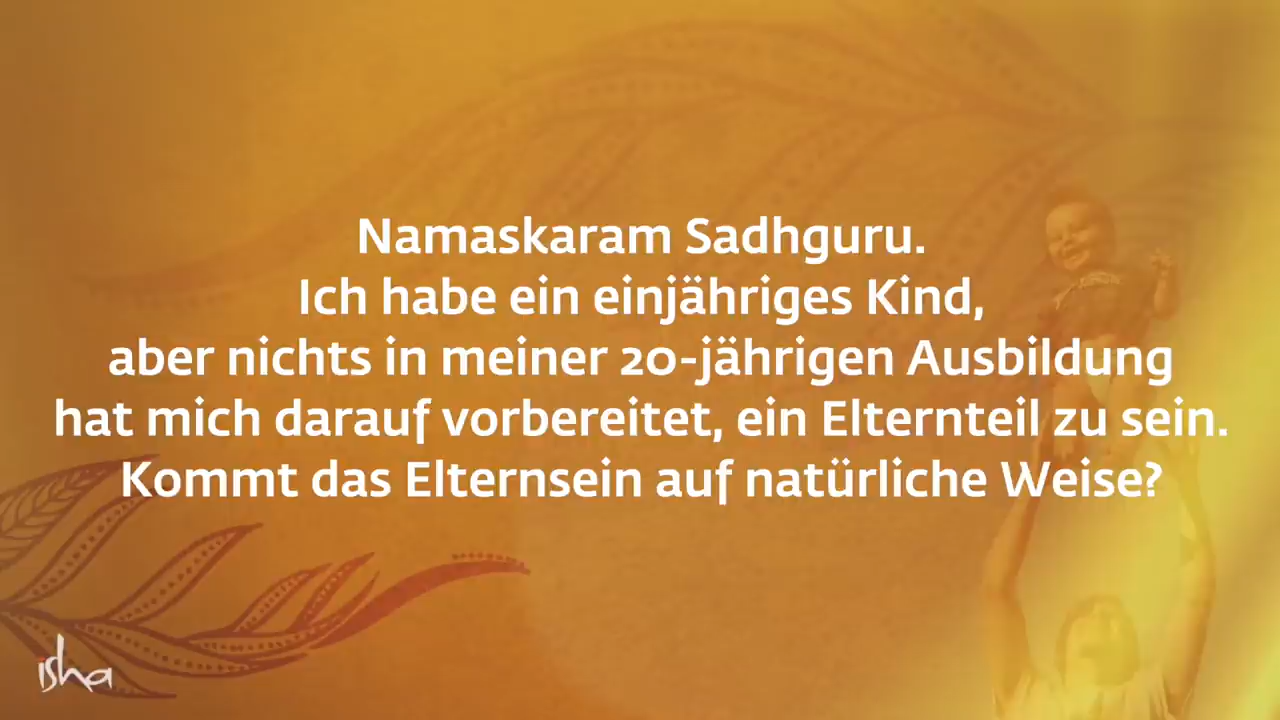 Namaskaram Sadhguru.
Ich habe ein einjähriges Kind,
aber nichts in meiner 20-jährigen Ausbildung
hat mich darauf vorbereitet, ein Elternteil zu sein.
Kommt das Elternsein auf natürliche Weise?
isha